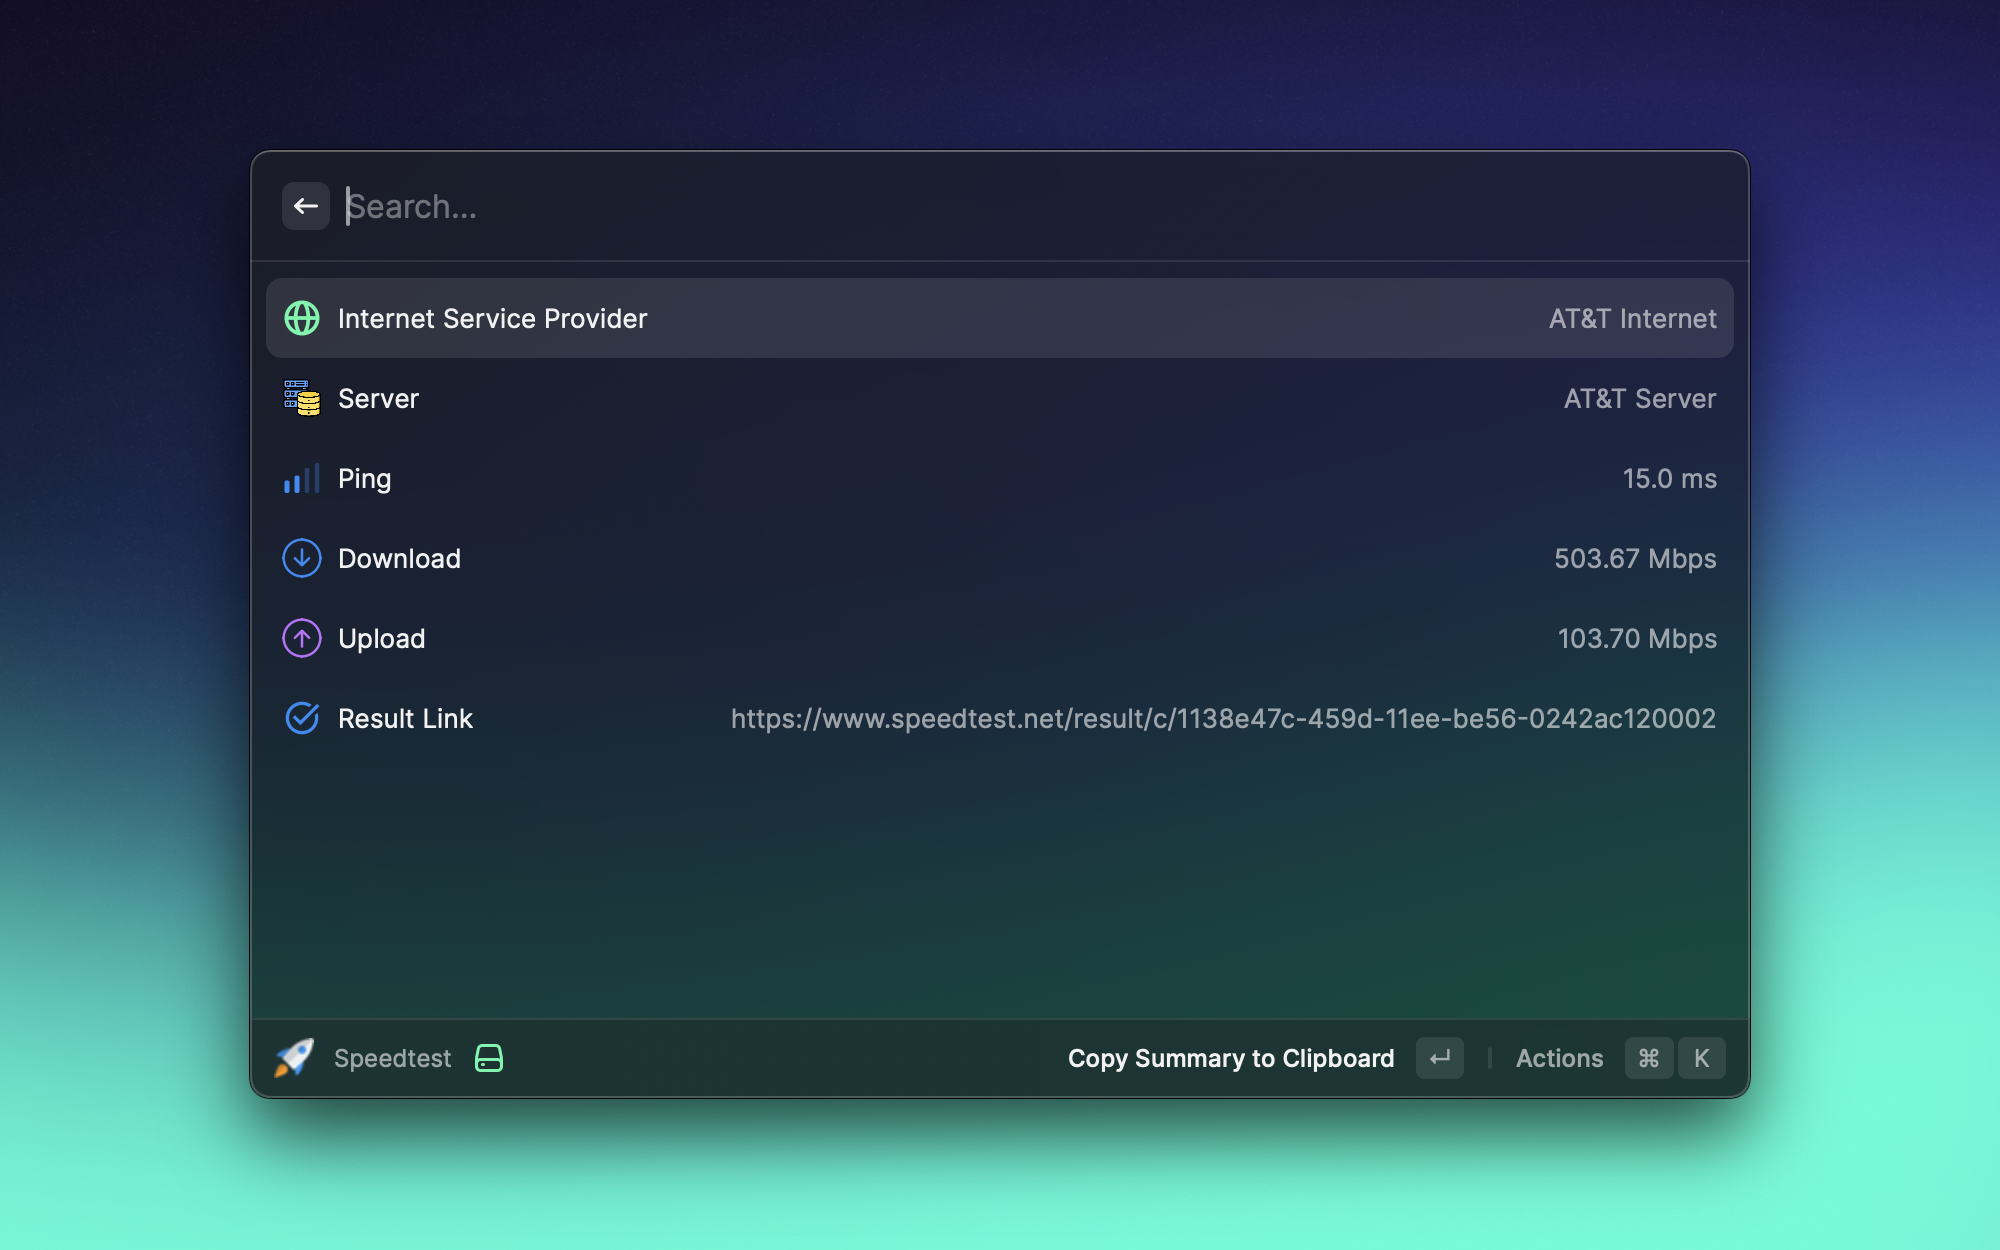 Search...
Internet Service Provider AT&T Internet
Server AT&T Server
Ping 15.0 ms
Download 503.67 Mbps
Upload 103.70 Mbps
Result Link https://www.speedtest.net/result/c/1138e47c-459d-11ee-be56-0242ac120002
Speedtest Copy Summary to Clipboard ↵ Actions ⌘ K